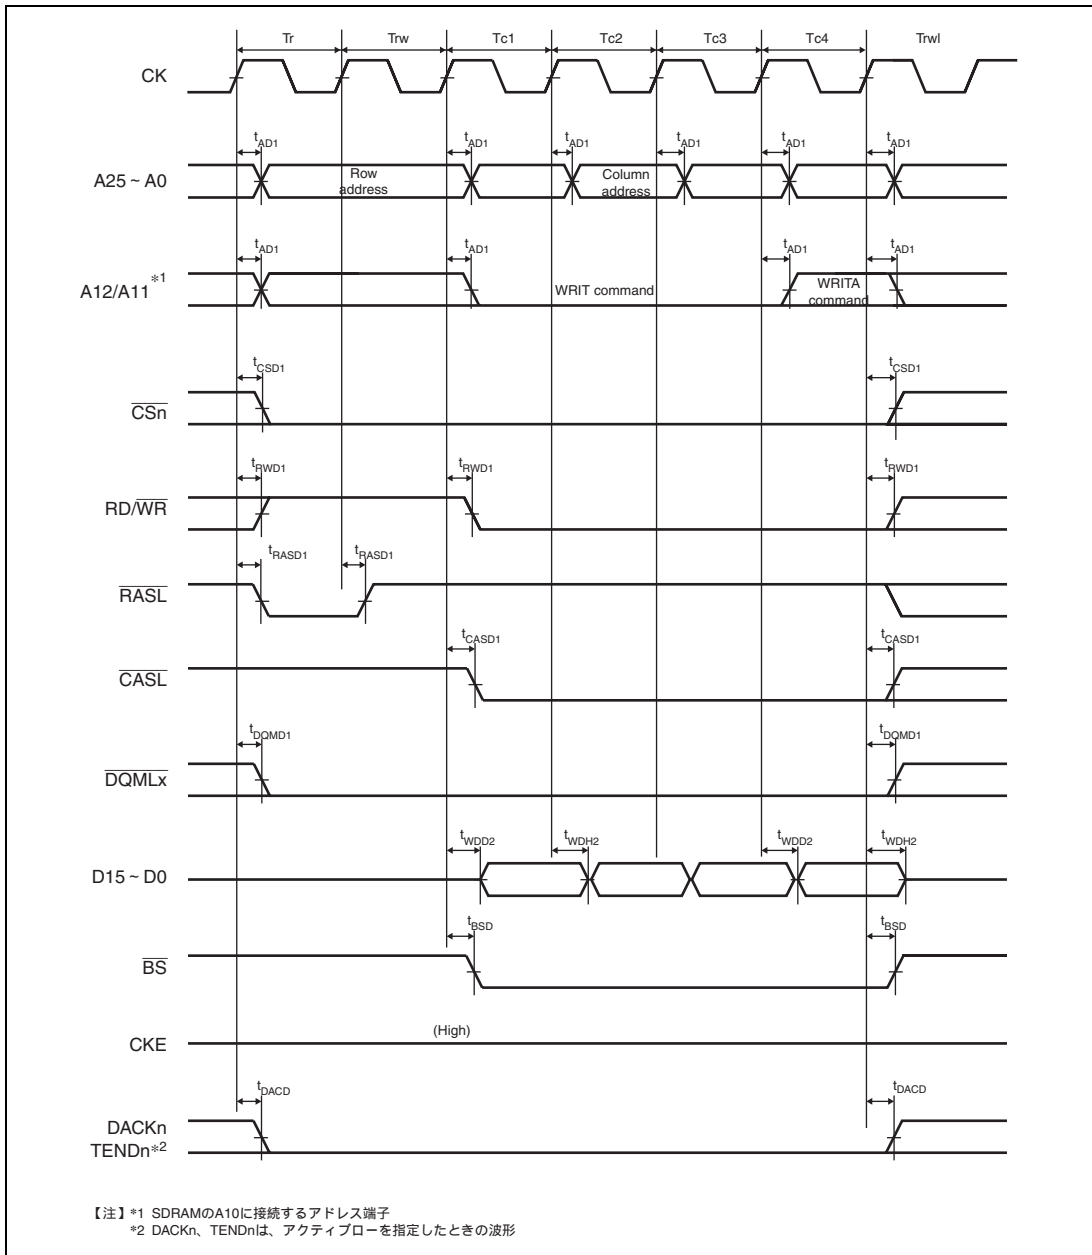 Tr Trw Tc1 Tc2 Tc3 Tc4 Trwl
CK
tAD1 tAD1 tAD1 tAD1 tAD1 tAD1
A25 ~ A0
Row
address
Column
address
tAD1 tAD1 tAD1 tAD1
A12/A11*1
WRIT command
WRITA
command
tCSD1 tCSD1
CSn
tRWD1 tRWD1 tRWD1
RD/WR
tRASD1 tRASD1
RASL
tCASD1 tCASD1
CASL
tDQMD1 tDQMD1
DQMLx
tWDD2 tWDH2 tWDD2 tWDH2
D15 ~ D0
tBSD tBSD
BS
(High)
CKE
tDACD tDACD
DACKn
TENDn*2
【注】*1 SDRAMのA10に接続するアドレス端子
*2 DACKn、TENDnは、アクティブローを指定したときの波形